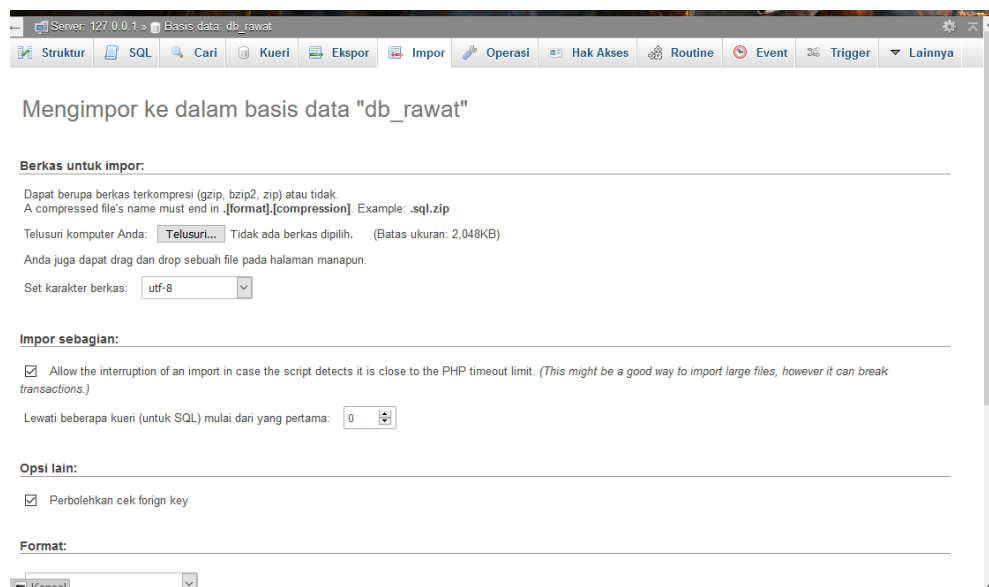 Server: 127.0.0.1 » Basis data: db_rawat
Struktur SQL Cari Kueri Ekspor Impor Operasi Hak Akses Routine Event Trigger Lainnya
Mengimpor ke dalam basis data "db_rawat"
Berkas untuk impor:
Dapat berupa berkas terkompresi (gzip, bzip2, zip) atau tidak.
A compressed file's name must end in .[format].[compression]. Example: .sql.zip
Telusuri komputer Anda: Telusuri... Tidak ada berkas dipilih. (Batas ukuran: 2,048KB)
Anda juga dapat drag dan drop sebuah file pada halaman manapun.
Set karakter berkas: utf-8
Impor sebagian:
Allow the interruption of an import in case the script detects it is close to the PHP timeout limit. (This might be a good way to import large files, however it can break
transactions.)
Lewati beberapa kueri (untuk SQL) mulai dari yang pertama: 0
Opsi lain:
Perbolehkan cek forign key
Format: